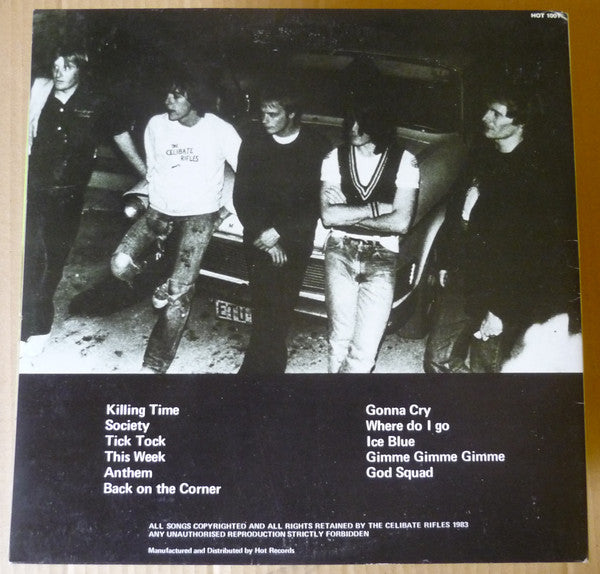 HOT 1001
THE
CELIBATE
RIFLES
ETU
Killing Time
Society
Tick Tock
This Week
Anthem
Back on the Corner
Gonna Cry
Where do I go
Ice Blue
Gimme Gimme Gimme
God Squad
ALL SONGS COPYRIGHTED AND ALL RIGHTS RETAINED BY THE CELIBATE RIFLES 1983
ANY UNAUTHORISED REPRODUCTION STRICTLY FORBIDDEN
Manufactured and Distributed by Hot Records